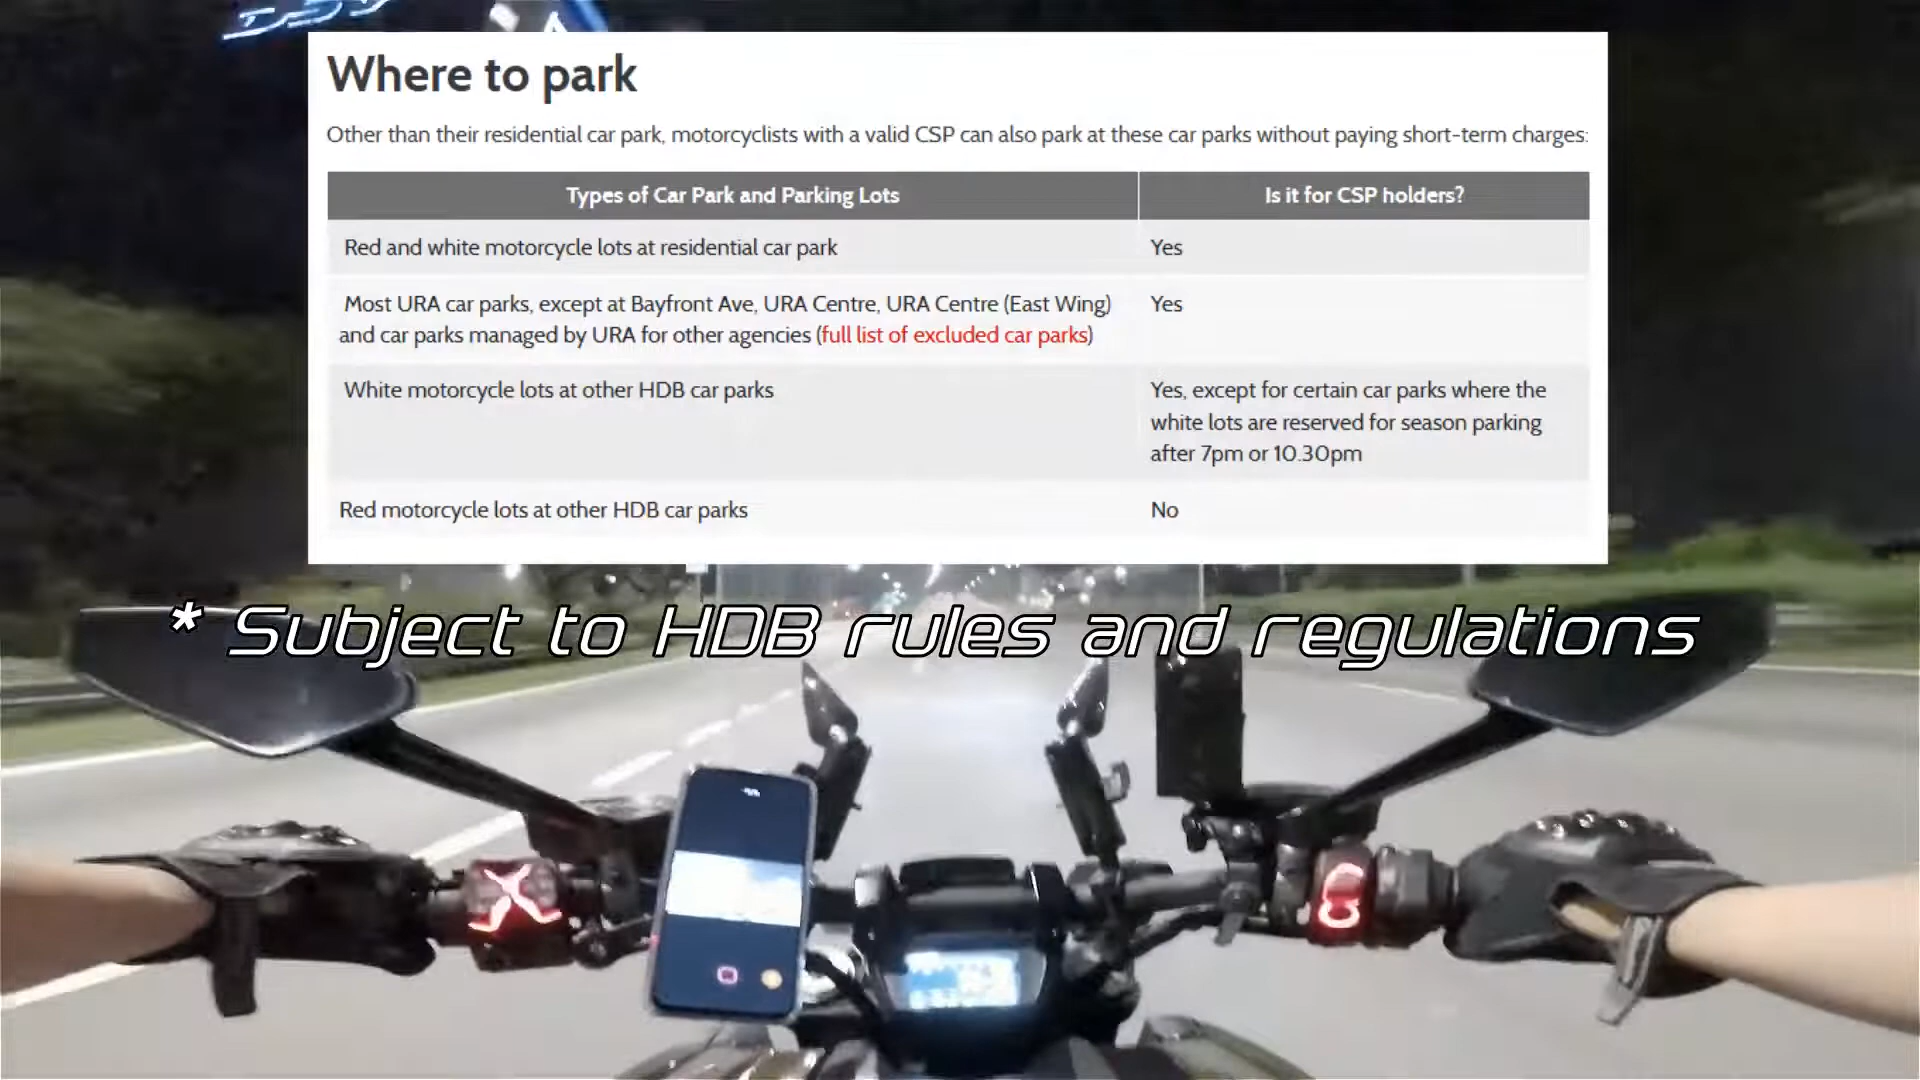 Where to park
Other than their residential car park, motorcyclists with a valid CSP can also park at these car parks without paying short-term charges:
Types of Car Park and Parking Lots
Is it for CSP holders?
Red and white motorcycle lots at residential car park
Yes
Most URA car parks, except at Bayfront Ave, URA Centre, URA Centre (East Wing)
and car parks managed by URA for other agencies (full list of excluded car parks)
Yes
White motorcycle lots at other HDB car parks
Yes, except for certain car parks where the
white lots are reserved for season parking
after 7pm or 10.30pm
Red motorcycle lots at other HDB car parks
No
* Subject to HDB rules and regulations